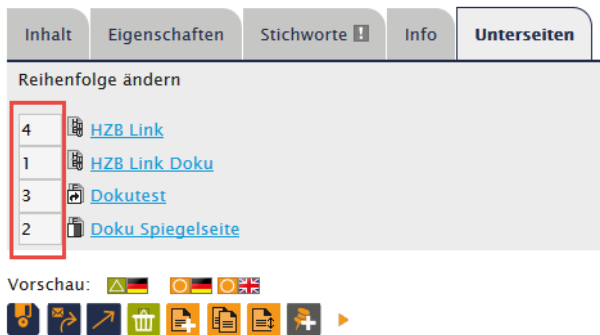 Inhalt Eigenschaften Stichworte ! Info Unterseiten
Reihenfolge ändern
4 HZB Link
1 HZB Link Doku
3 Dokutest
2 Doku Spiegelseite
Vorschau: